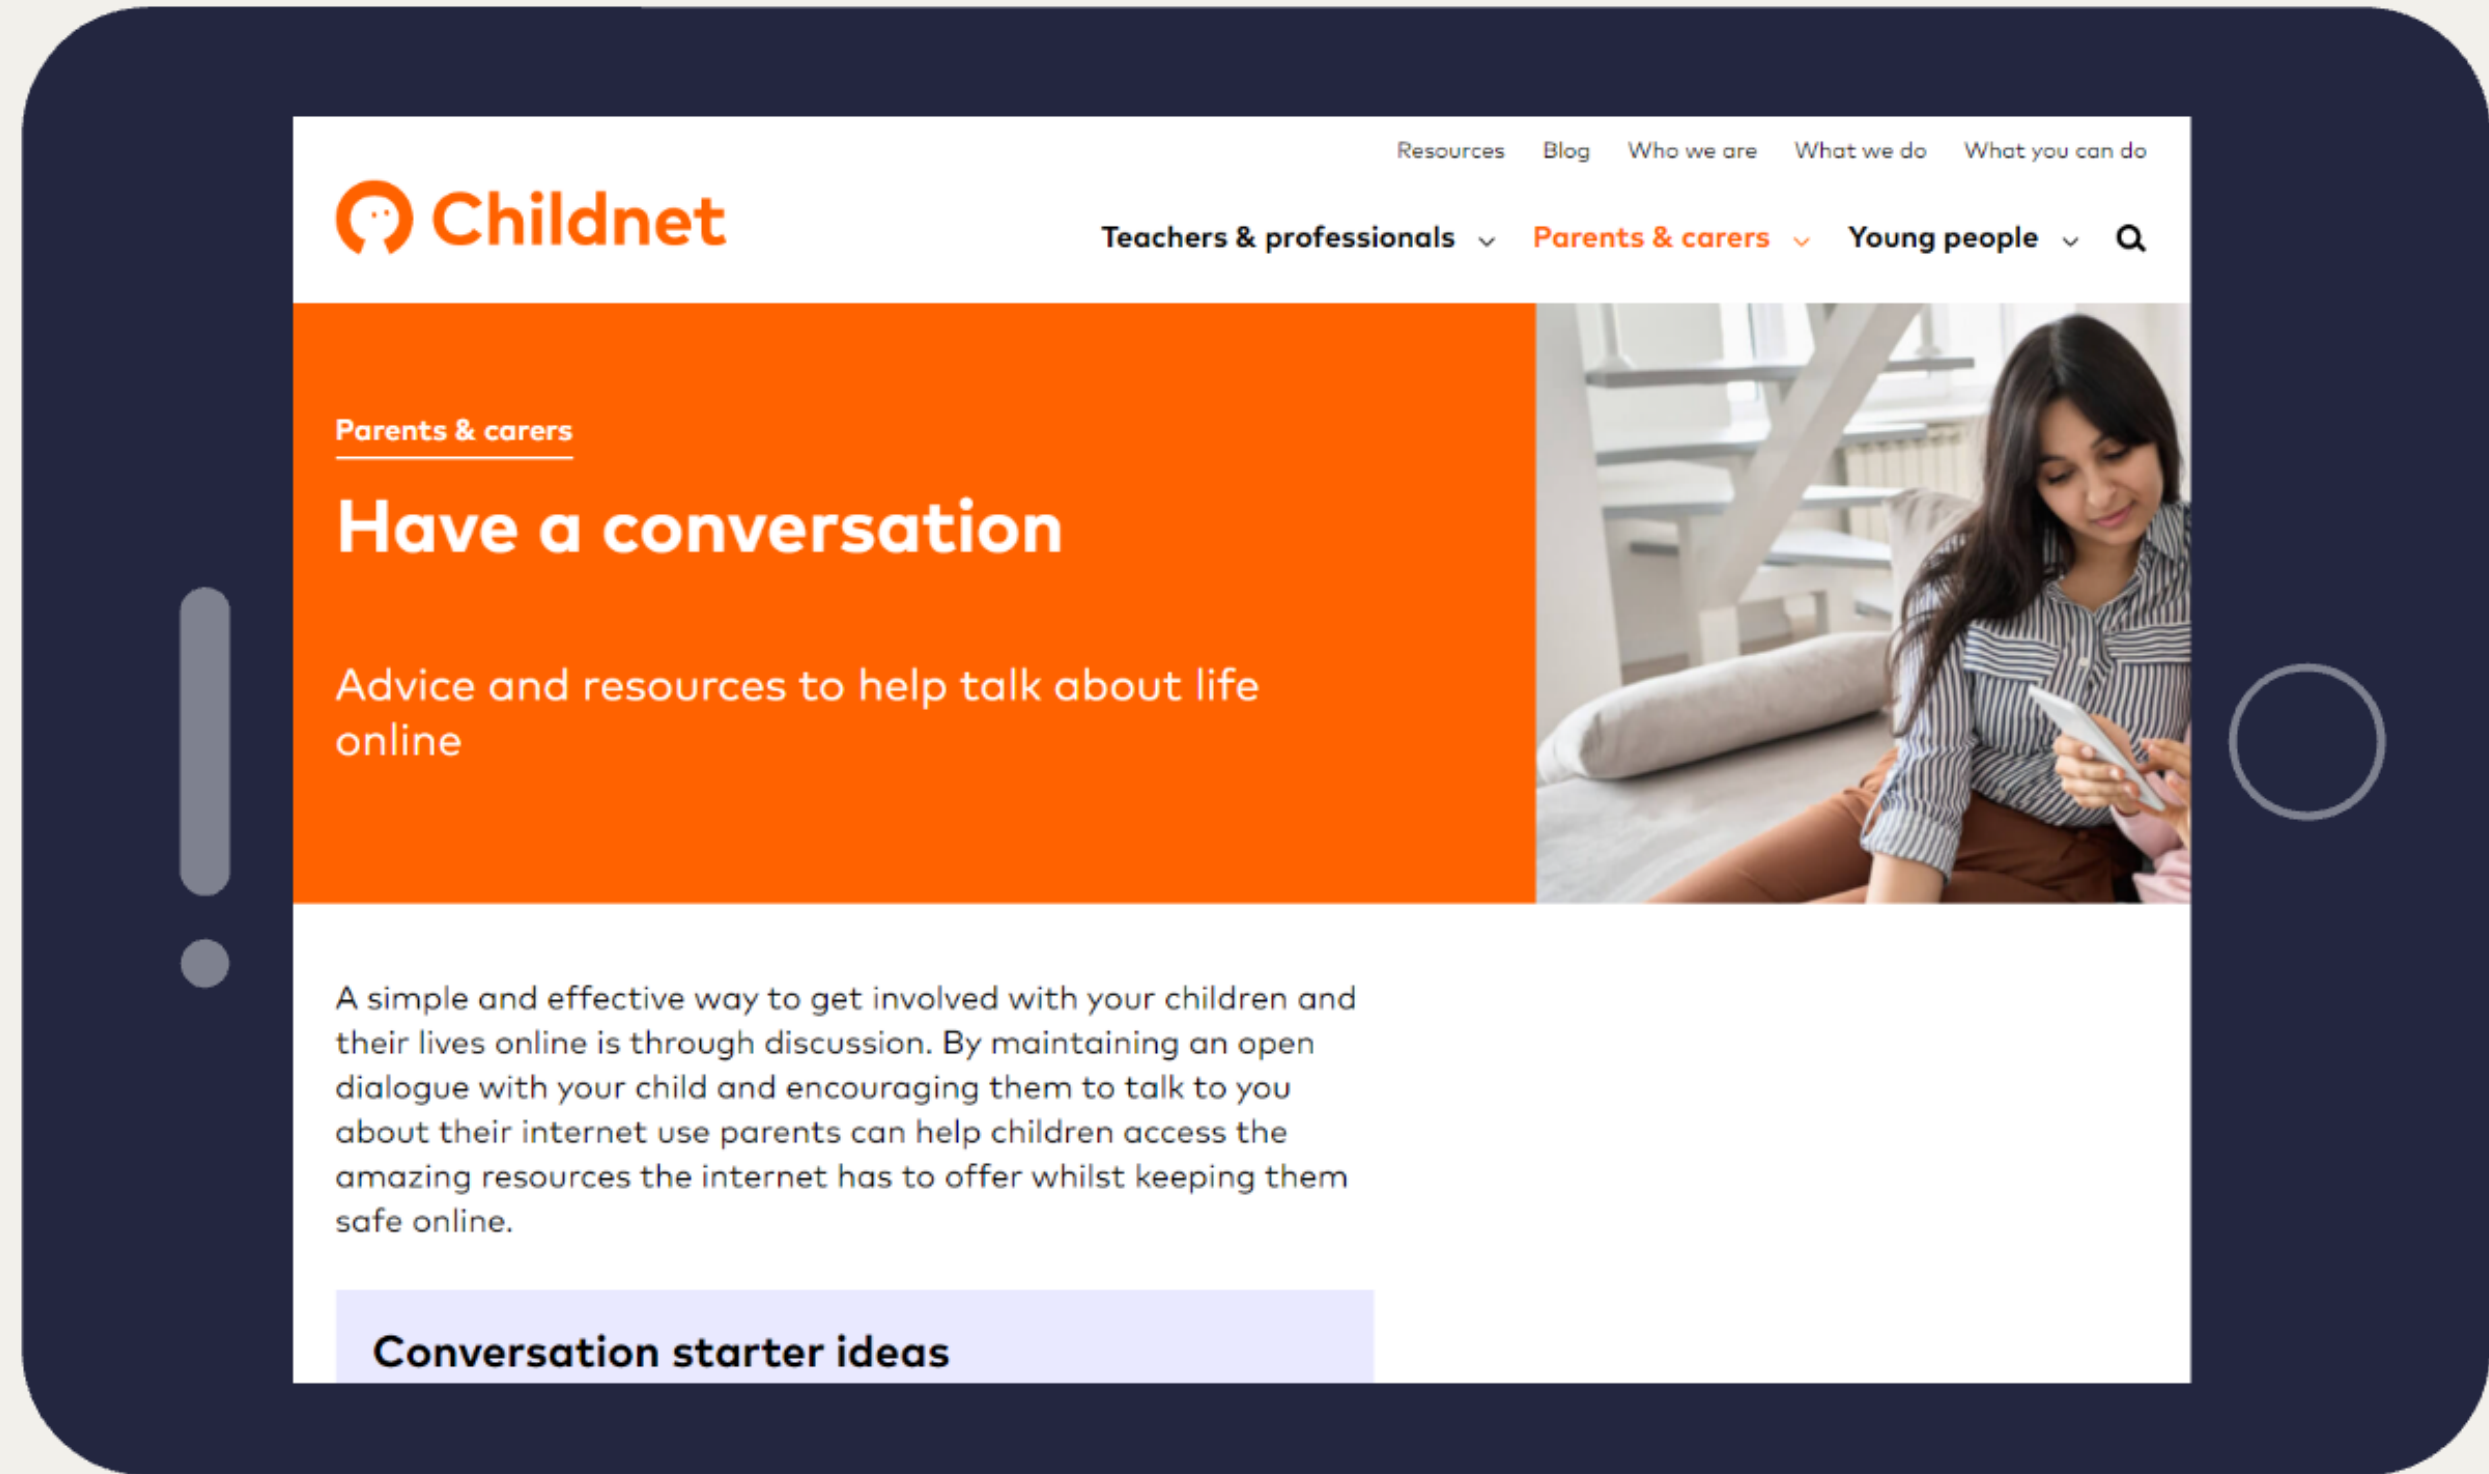 Resources Blog Who we are What we do What you can do
Childnet
Teachers & professionals Parents & carers Young people
Parents & carers
Have a conversation
Advice and resources to help talk about life
online
A simple and effective way to get involved with your children and
their lives online is through discussion. By maintaining an open
dialogue with your child and encouraging them to talk to you
about their internet use parents can help children access the
amazing resources the internet has to offer whilst keeping them
safe online.
Conversation starter ideas